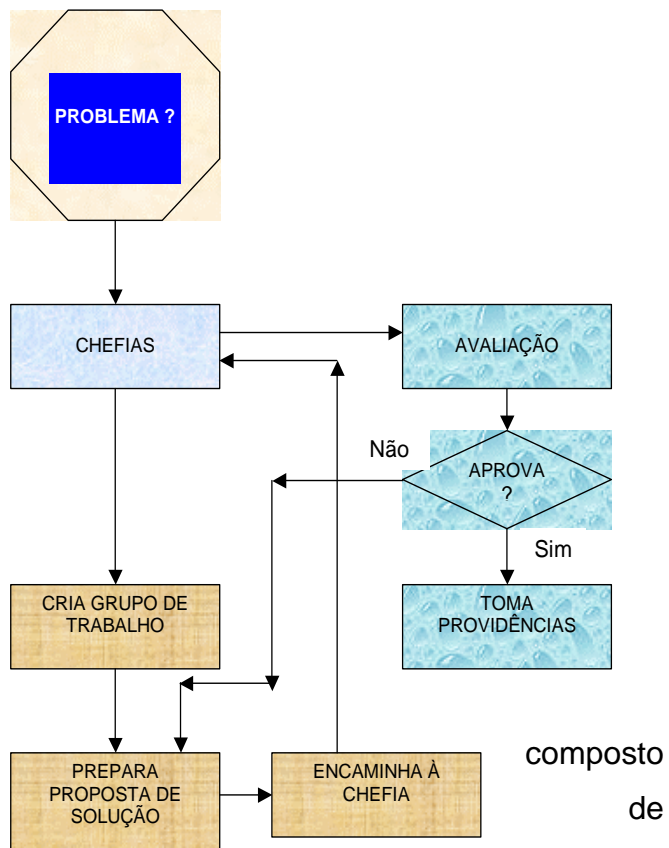 PROBLEMA ?
CHEFIAS
AVALIAÇÃO
Não
APROVA
?
Sim
CRIA GRUPO DE
TRABALHO
TOMA
PROVIDÊNCIAS
PREPARA
PROPOSTA DE
SOLUÇÃO
ENCAMINHA À
CHEFIA
composto
de